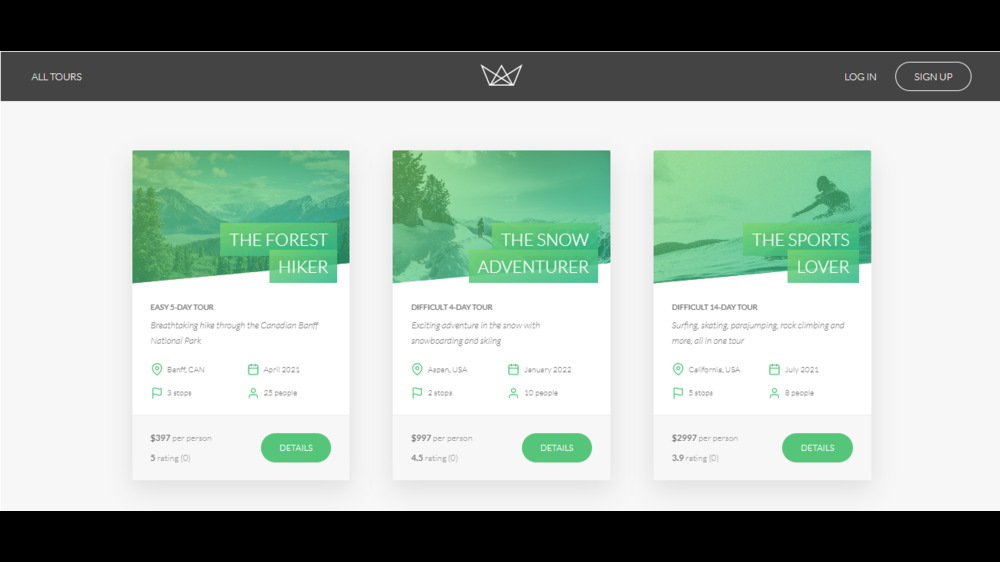 ALL TOURS
LOG IN
SIGN UP
THE FOREST
HIKER
EASY 5-DAY TOUR
Breathtaking hike through the Canadian Banff
National Park
Banff, CAN
April 2021
3 stops
25 people
$397 per person
5 rating (0)
DETAILS
THE SNOW
ADVENTURER
DIFFICULT 4-DAY TOUR
Exciting adventure in the snow with
snowboarding and skiing
Aspen, USA
January 2022
2 stops
10 people
$997 per person
4.5 rating (0)
DETAILS
THE SPORTS
LOVER
DIFFICULT 14-DAY TOUR
Surfing, skating, parajumping, rock climbing and
more, all in one tour
California, USA
July 2021
5 stops
8 people
$2997 per person
3.9 rating (0)
DETAILS